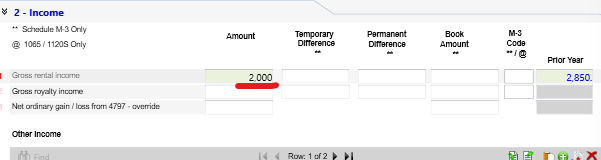 2 - Income
** Schedule M-3 Only
@ 1065 / 1120S Only
Amount Temporary Difference ** Permanent Difference ** Book Amount ** M-3 Code ** / @ Prior Year
Gross rental income 2,000 2,850.
Gross royalty income
Net ordinary gain / loss from 4797 - override
Other Income
Find Row: 1 of 2